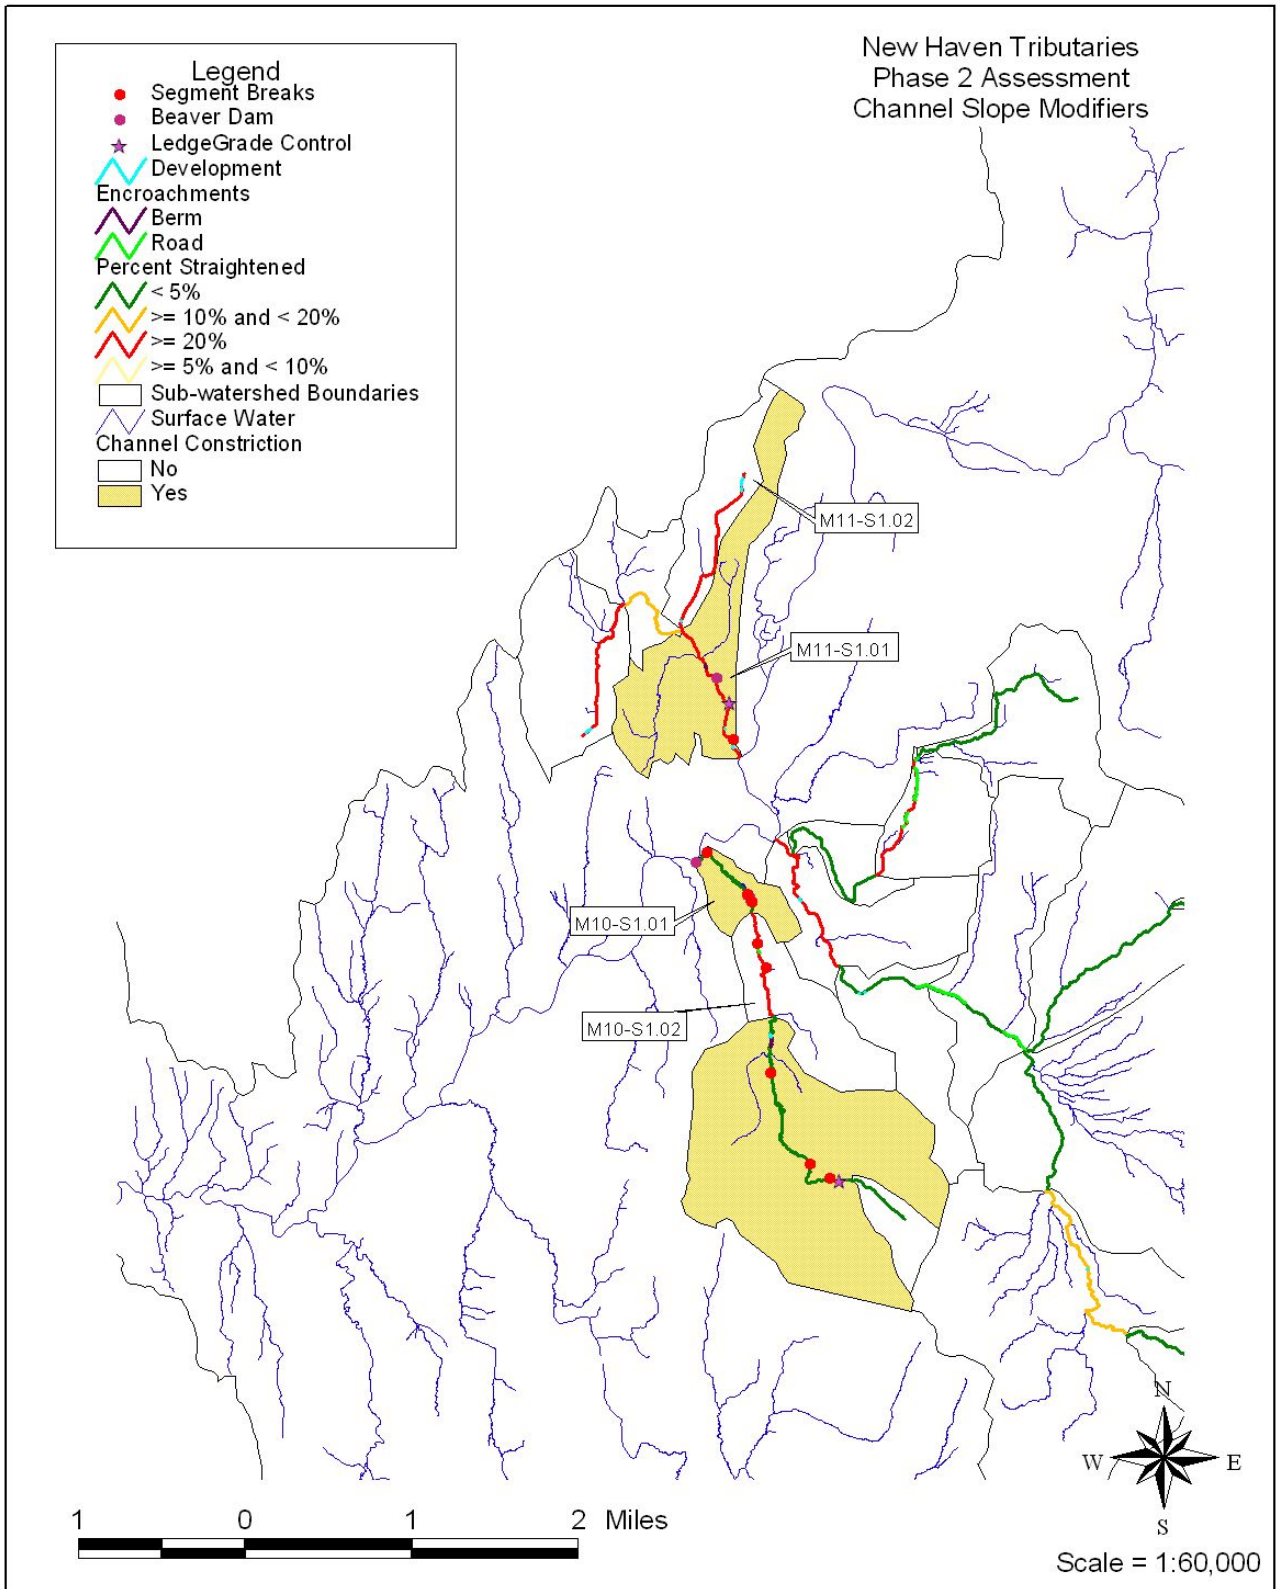 New Haven Tributaries
Phase 2 Assessment
Channel Slope Modifiers
Legend
Segment Breaks
Beaver Dam
LedgeGrade Control
Development
Encroachments
Berm
Road
Percent Straightened
< 5%
>= 10% and < 20%
>= 20%
>= 5% and < 10%
Sub-watershed Boundaries
Surface Water
Channel Constriction
No
Yes
M11-S1.02
M11-S1.01
M10-S1.01
M10-S1.02
N
W E
S
1 0 1 2 Miles
Scale = 1:60,000